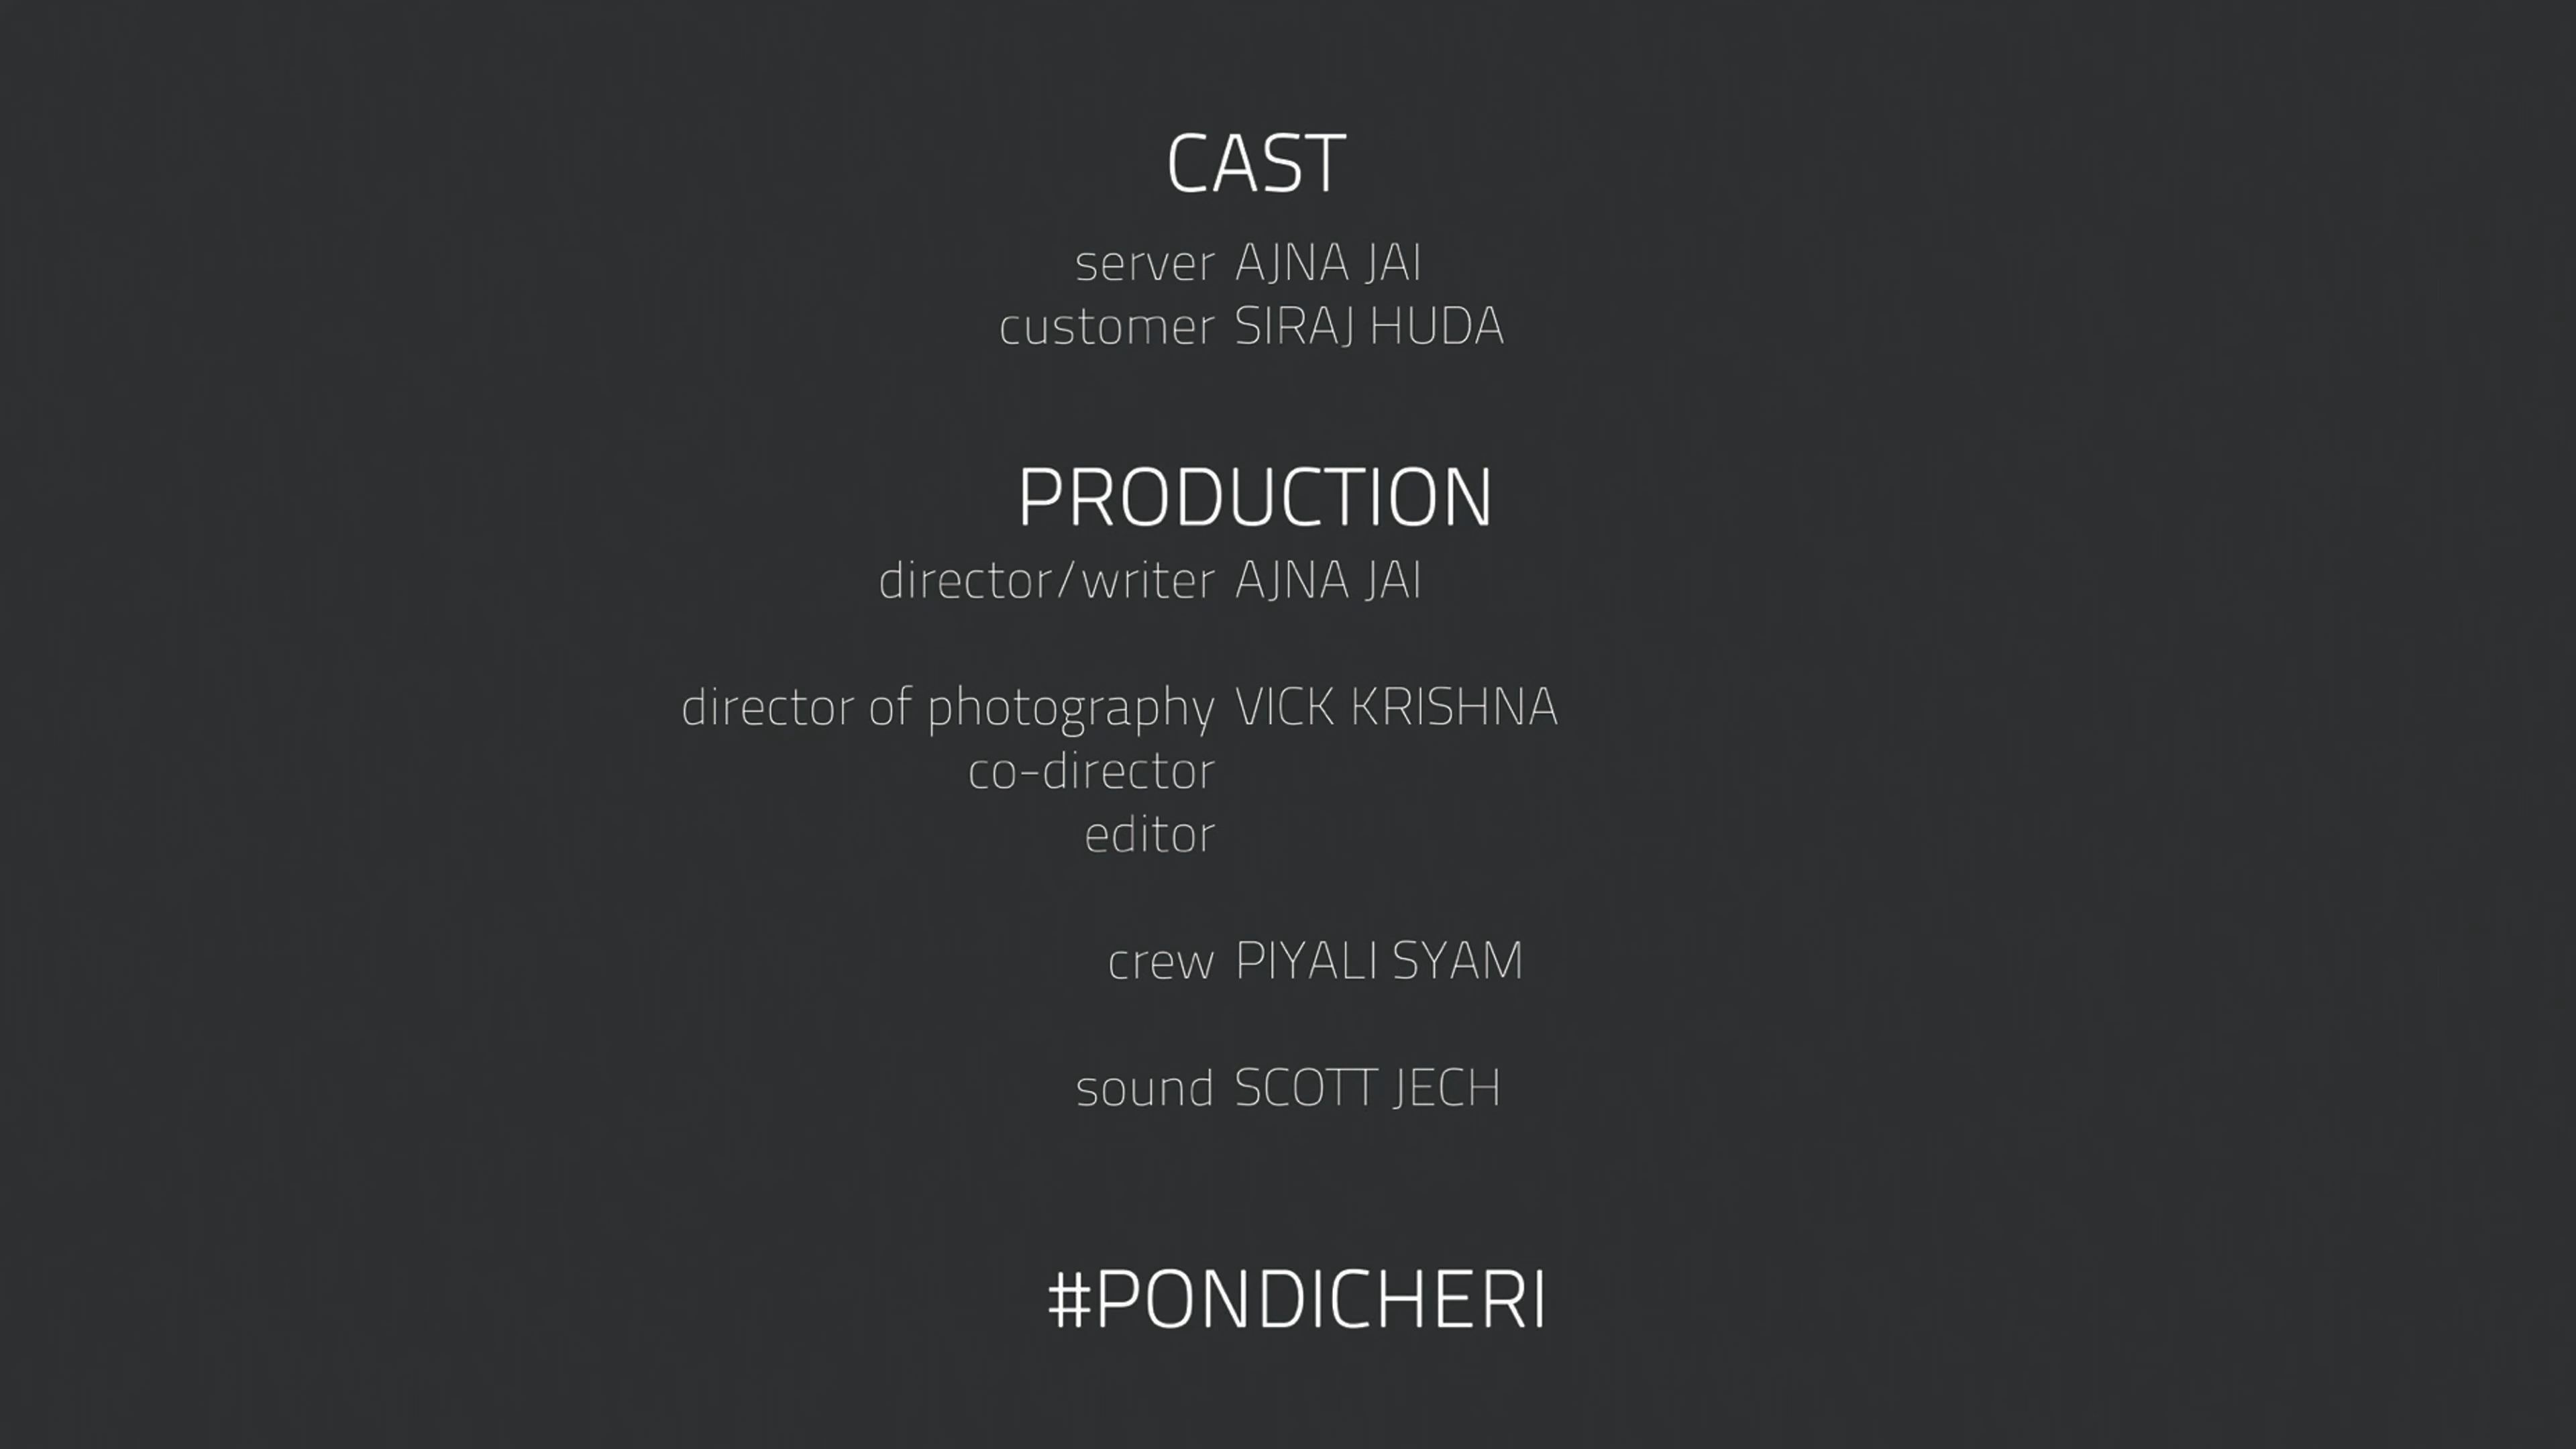 CAST
server AJNA JAI
customer SIRAJ HUDA
PRODUCTION
director/writer AJNA JAI
director of photography VICK KRISHNA
co-director
editor
crew PIYALI SYAM
sound SCOTT JECH
#PONDICHERI